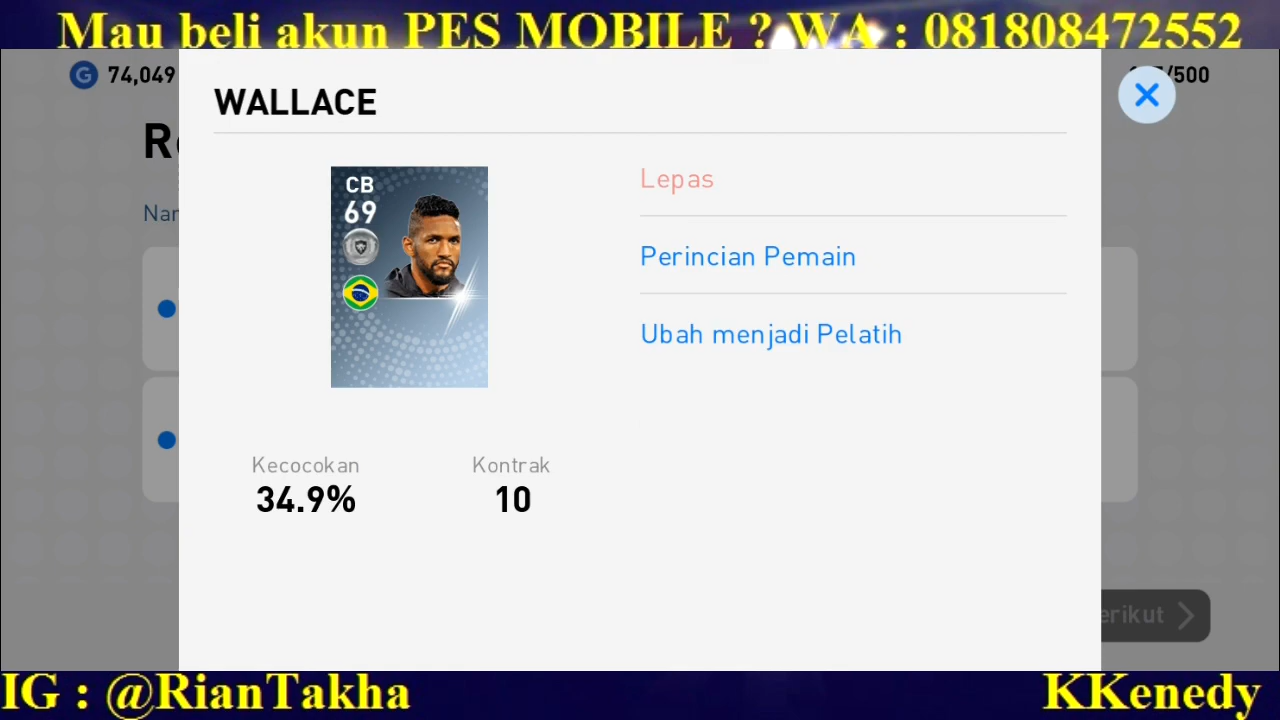 Mau beli akun PES MOBILE ? WA : 081808472552
74,049
/500
WALLACE
CB
69
Lepas
Perincian Pemain
Ubah menjadi Pelatih
Kecocokan
34.9%
Kontrak
10
erikut
IG : @RianTakha
KKenedy